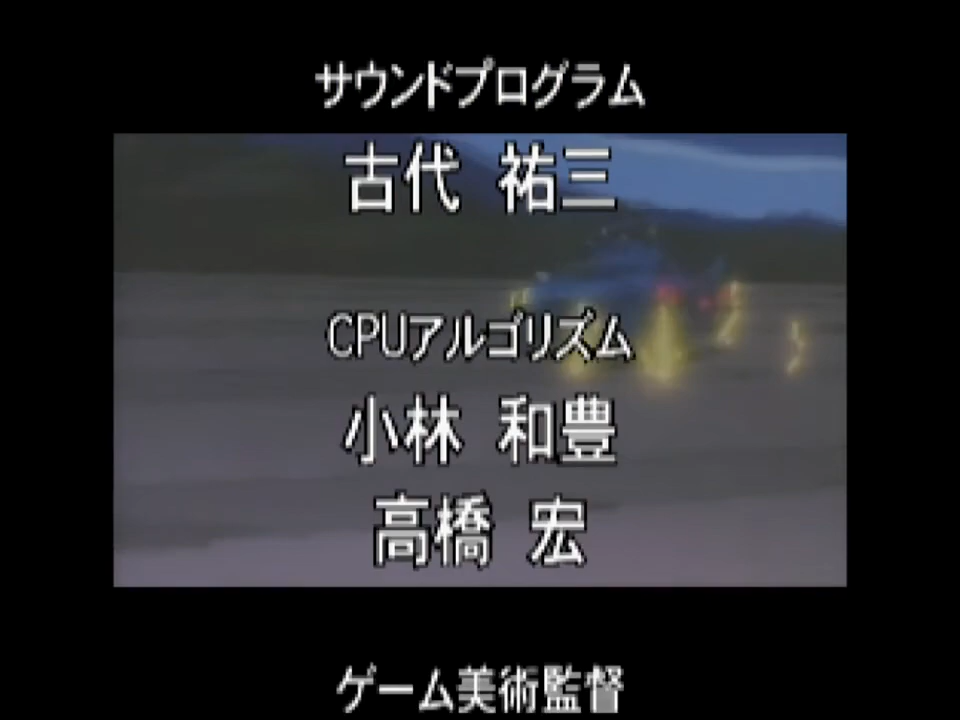 サウンドプログラム
古代 祐三
CPUアルゴリズム
小林 和豊
高橋 宏
ゲーム美術監督